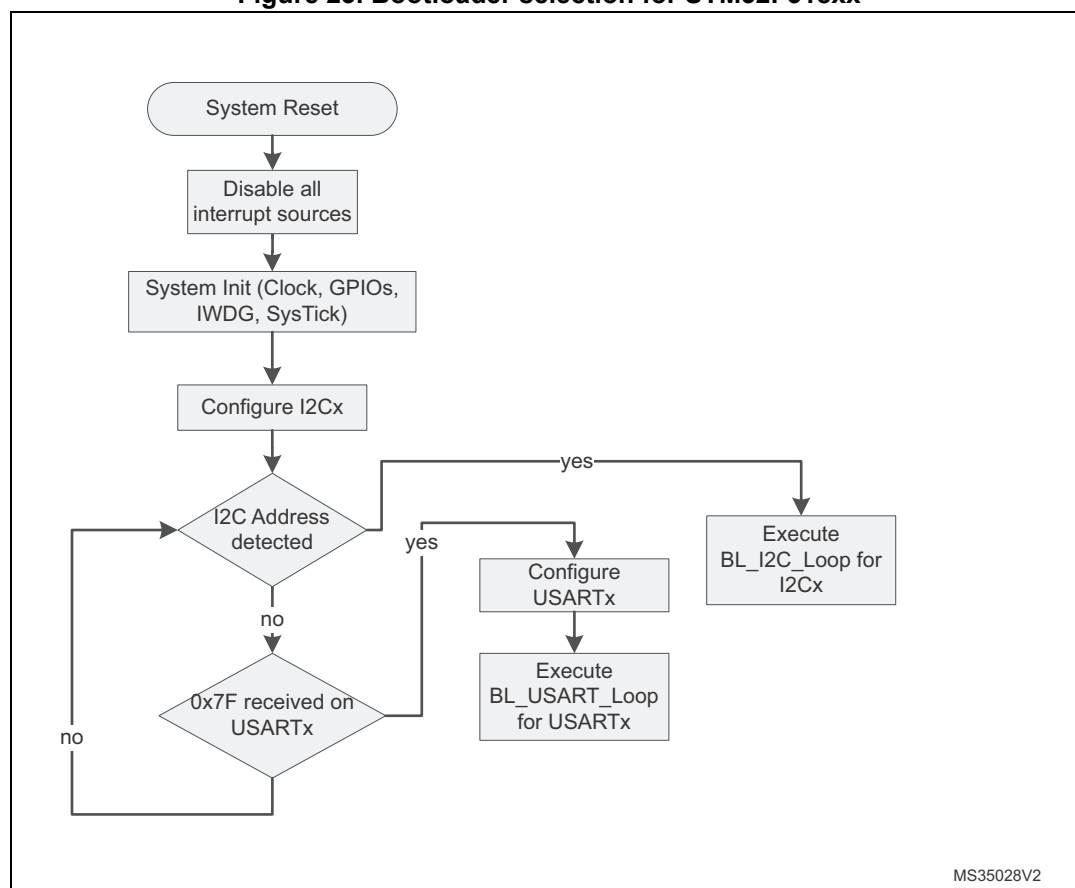 System Reset
Disable all
interrupt sources
System Init (Clock, GPIOs,
IWDG, SysTick)
Configure I2Cx
yes
I2C Address
detected
yes
Execute
BL_I2C_Loop for
I2Cx
Configure
USARTx
no
Execute
BL_USART_Loop
for USARTx
0x7F received on
USARTx
no
MS35028V2